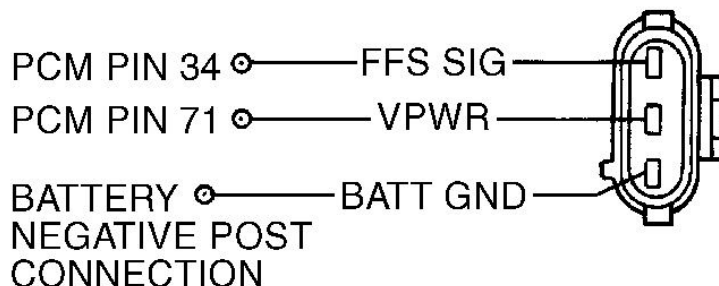 PCM PIN 34 FFS SIG
PCM PIN 71 VPWR
BATTERY BATT GND
NEGATIVE POST
CONNECTION